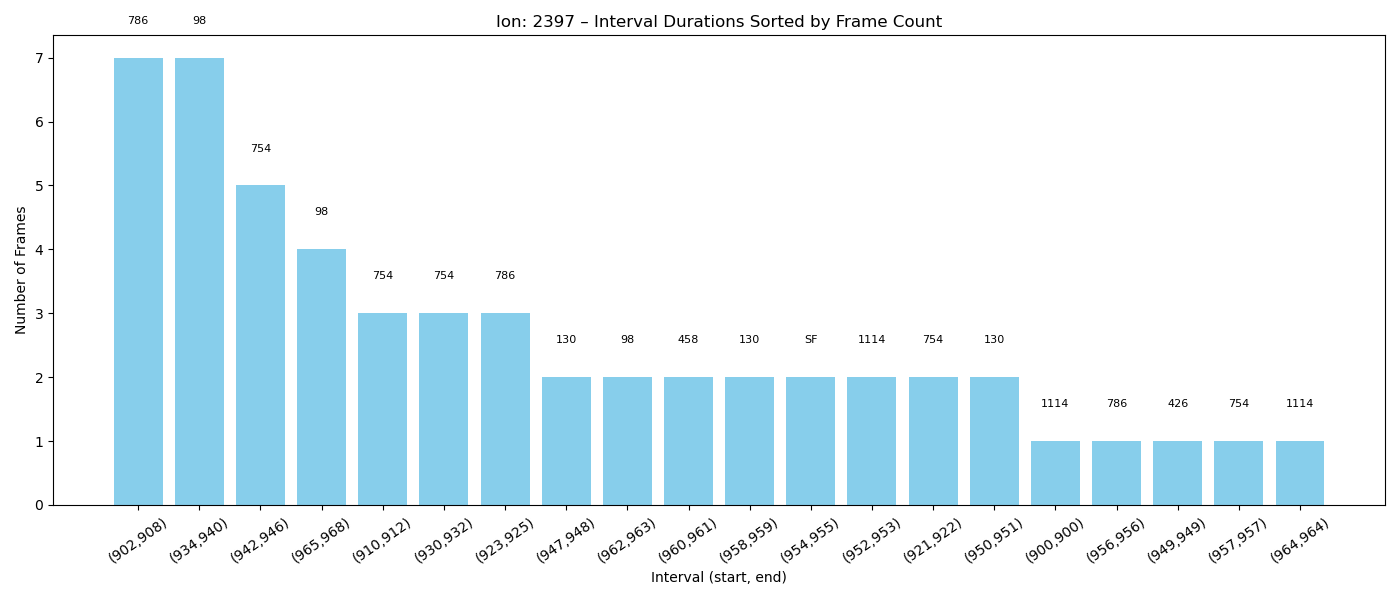 Ion: 2397 – Interval Durations Sorted by Frame Count
786 98
754
98
754 754 786
130 98 458 130 SF 1114 754 130
1114 786 426 754 1114
Number of Frames
7
6
5
4
3
2
1
0
(902,908) (934,940) (942,946) (965,968) (910,912) (930,932) (923,925) (947,948) (962,963) (960,961) (958,959) (954,955) (952,953) (921,922) (950,951) (900,900) (956,956) (949,949) (957,957) (964,964)
Interval (start, end)